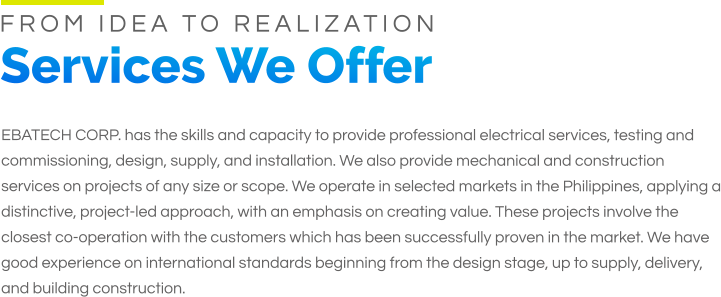 FROM IDEA TO REALIZATION
Services We Offer
EBATECH CORP. has the skills and capacity to provide professional electrical services, testing and
commissioning, design, supply, and installation. We also provide mechanical and construction
services on projects of any size or scope. We operate in selected markets in the Philippines, applying a
distinctive, project-led approach, with an emphasis on creating value. These projects involve the
closest co-operation with the customers which has been successfully proven in the market. We have
good experience on international standards beginning from the design stage, up to supply, delivery,
and building construction.